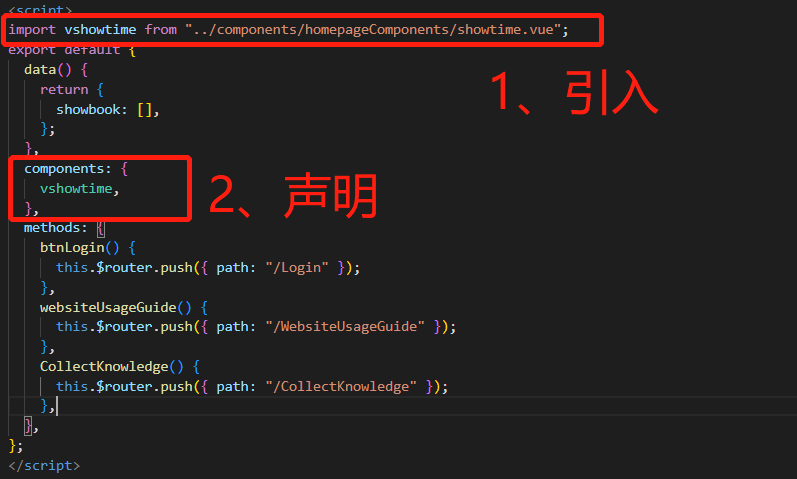 <script>
import vshowtime from "../components/homepageComponents/showtime.vue";
export default {
data() {
return {
showbook: [],
};
},
components: {
vshowtime,
},
methods: {
btnLogin() {
this.$router.push({ path: "/Login" });
},
websiteUsageGuide() {
this.$router.push({ path: "/WebsiteUsageGuide" });
},
CollectKnowledge() {
this.$router.push({ path: "/CollectKnowledge" });
},
},
};
</script>
1、引入
2、声明